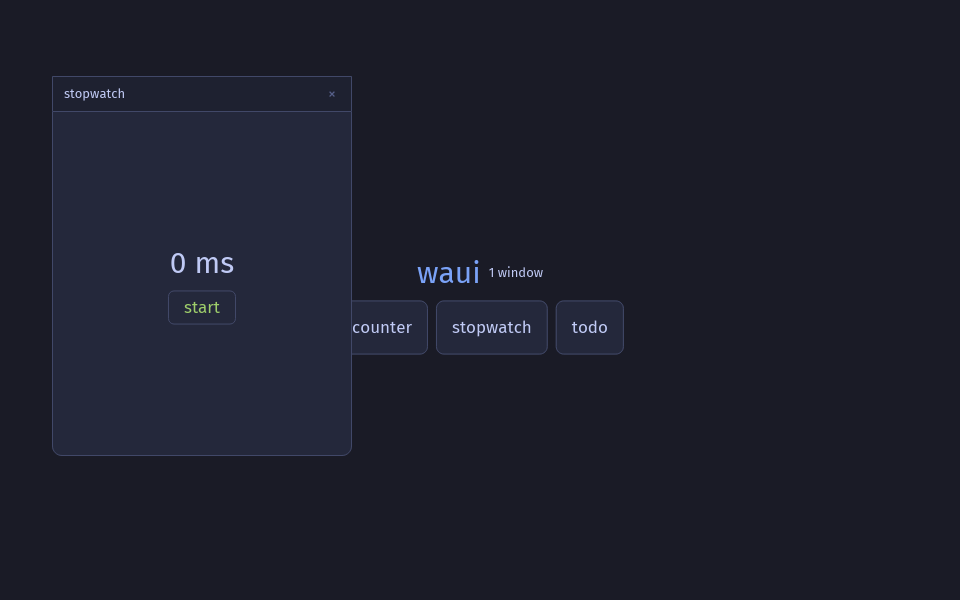 stopwatch ×
0 ms
start
waui 1 window
counter stopwatch todo